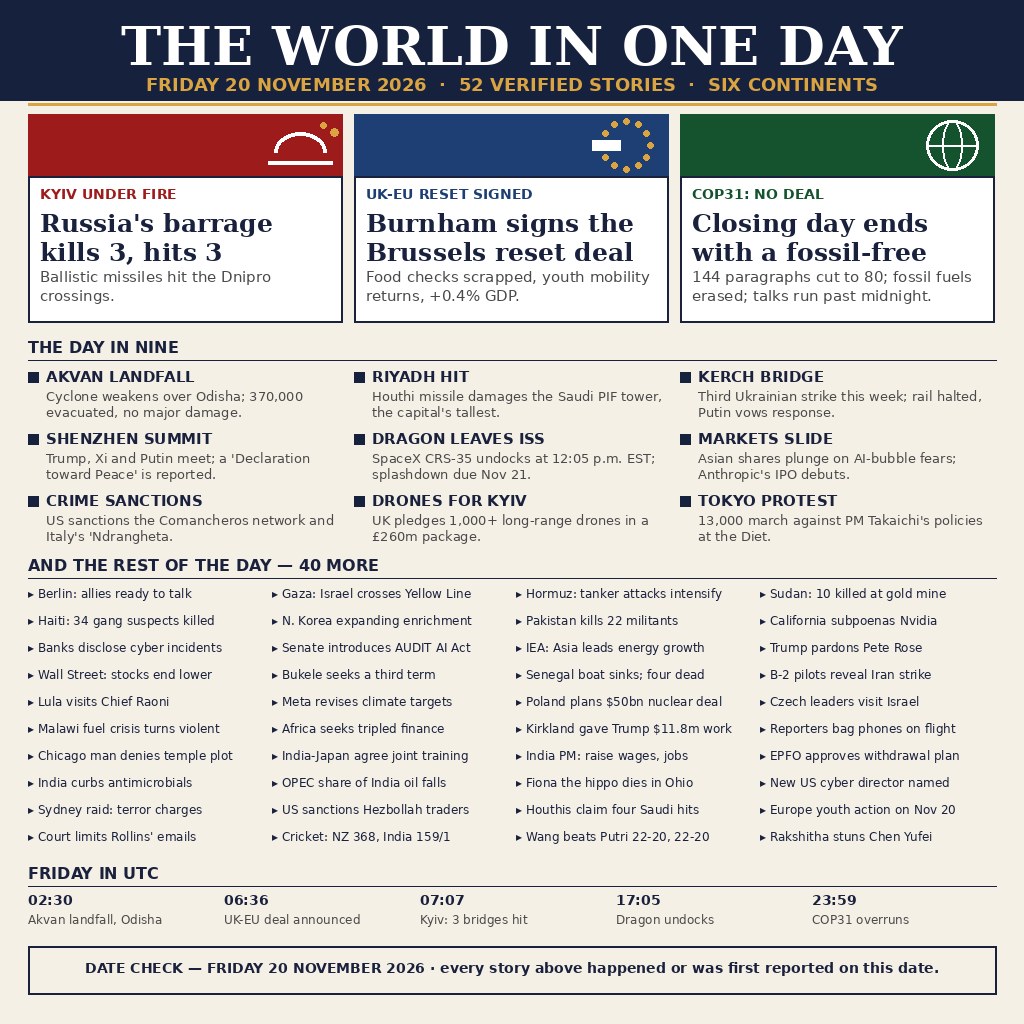 THE WORLD IN ONE DAY
FRIDAY 20 NOVEMBER 2026 · 52 VERIFIED STORIES · SIX CONTINENTS
KYIV UNDER FIRE
Russia's barrage
kills 3, hits 3
Ballistic missiles hit the Dnipro
crossings.
UK-EU RESET SIGNED
Burnham signs the
Brussels reset deal
Food checks scrapped, youth mobility
returns, +0.4% GDP.
COP31: NO DEAL
Closing day ends
with a fossil-free
144 paragraphs cut to 80; fossil fuels
erased; talks run past midnight.
THE DAY IN NINE
■ AKVAN LANDFALL
Cyclone weakens over Odisha; 370,000
evacuated, no major damage.
■ RIYADH HIT
Houthi missile damages the Saudi PIF tower,
the capital's tallest.
■ KERCH BRIDGE
Third Ukrainian strike this week; rail halted,
Putin vows response.
■ SHENZHEN SUMMIT
Trump, Xi and Putin meet; a 'Declaration
toward Peace' is reported.
■ DRAGON LEAVES ISS
SpaceX CRS-35 undocks at 12:05 p.m. EST;
splashdown due Nov 21.
■ MARKETS SLIDE
Asian shares plunge on AI-bubble fears;
Anthropic's IPO debuts.
■ CRIME SANCTIONS
US sanctions the Comancheros network and
Italy's 'Ndrangheta.
■ DRONES FOR KYIV
UK pledges 1,000+ long-range drones in a
£260m package.
■ TOKYO PROTEST
13,000 march against PM Takaichi's policies
at the Diet.
AND THE REST OF THE DAY — 40 MORE
▸ Berlin: allies ready to talk
▸ Gaza: Israel crosses Yellow Line
▸ Hormuz: tanker attacks intensify
▸ Sudan: 10 killed at gold mine
▸ Haiti: 34 gang suspects killed
▸ N. Korea expanding enrichment
▸ Pakistan kills 22 militants
▸ California subpoenas Nvidia
▸ Banks disclose cyber incidents
▸ Senate introduces AUDIT AI Act
▸ IEA: Asia leads energy growth
▸ Trump pardons Pete Rose
▸ Wall Street: stocks end lower
▸ Bukele seeks a third term
▸ Senegal boat sinks; four dead
▸ B-2 pilots reveal Iran strike
▸ Lula visits Chief Raoni
▸ Meta revises climate targets
▸ Poland plans $50bn nuclear deal
▸ Czech leaders visit Israel
▸ Malawi fuel crisis turns violent
▸ Africa seeks tripled finance
▸ Kirkland gave Trump $11.8m work
▸ Reporters bag phones on flight
▸ Chicago man denies temple plot
▸ India-Japan agree joint training
▸ India PM: raise wages, jobs
▸ EPFO approves withdrawal plan
▸ India curbs antimicrobials
▸ OPEC share of India oil falls
▸ Fiona the hippo dies in Ohio
▸ New US cyber director named
▸ Sydney raid: terror charges
▸ US sanctions Hezbollah traders
▸ Houthis claim four Saudi hits
▸ Europe youth action on Nov 20
▸ Court limits Rollins' emails
▸ Cricket: NZ 368, India 159/1
▸ Wang beats Putri 22-20, 22-20
▸ Rakshitha stuns Chen Yufei
FRIDAY IN UTC
02:30
Akvan landfall, Odisha
06:36
UK-EU deal announced
07:07
Kyiv: 3 bridges hit
17:05
Dragon undocks
23:59
COP31 overruns
DATE CHECK — FRIDAY 20 NOVEMBER 2026 · every story above happened or was first reported on this date.